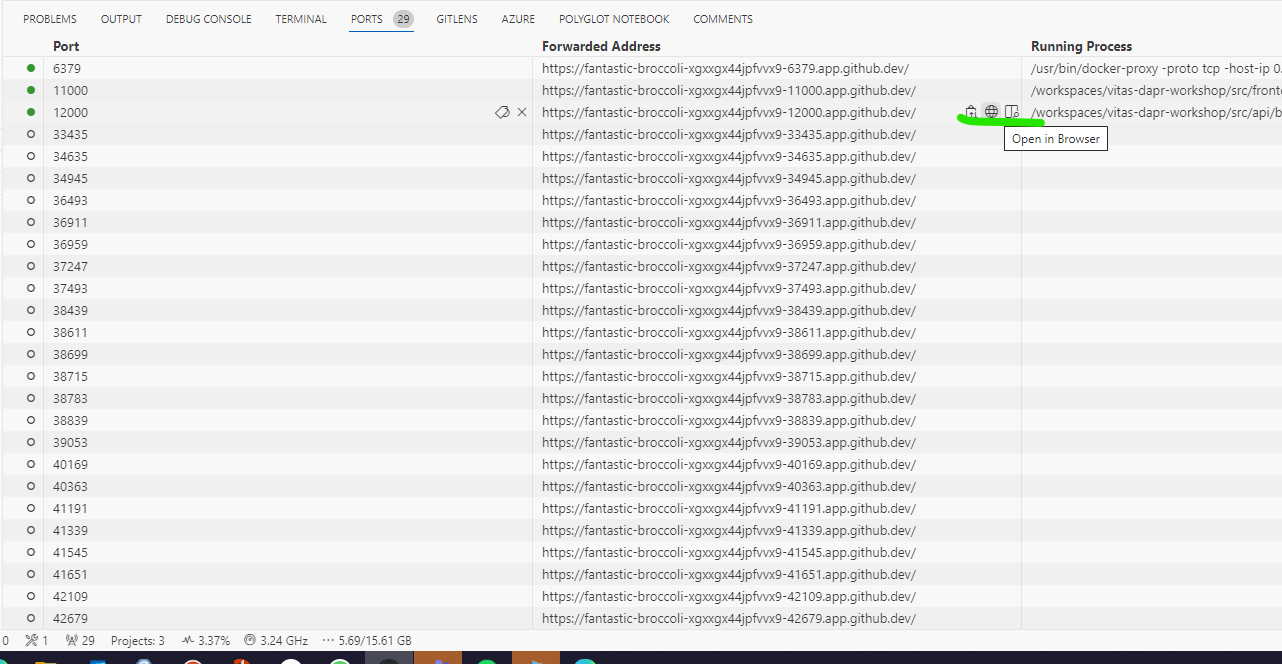 PROBLEMS OUTPUT DEBUG CONSOLE TERMINAL PORTS 29 GITLENS AZURE POLYGLOT NOTEBOOK COMMENTS
Port Forwarded Address Running Process
6379 https://fantastic-broccoli-xgxxgx44jpfvvx9-6379.app.github.dev/ /usr/bin/docker-proxy -proto tcp -host-ip 0.
11000 https://fantastic-broccoli-xgxxgx44jpfvvx9-11000.app.github.dev/ /workspaces/vitas-dapr-workshop/src/fronte
12000 https://fantastic-broccoli-xgxxgx44jpfvvx9-12000.app.github.dev/ /workspaces/vitas-dapr-workshop/src/api/b
33435 https://fantastic-broccoli-xgxxgx44jpfvvx9-33435.app.github.dev/
Open in Browser
34635 https://fantastic-broccoli-xgxxgx44jpfvvx9-34635.app.github.dev/
34945 https://fantastic-broccoli-xgxxgx44jpfvvx9-34945.app.github.dev/
36493 https://fantastic-broccoli-xgxxgx44jpfvvx9-36493.app.github.dev/
36911 https://fantastic-broccoli-xgxxgx44jpfvvx9-36911.app.github.dev/
36959 https://fantastic-broccoli-xgxxgx44jpfvvx9-36959.app.github.dev/
37247 https://fantastic-broccoli-xgxxgx44jpfvvx9-37247.app.github.dev/
37493 https://fantastic-broccoli-xgxxgx44jpfvvx9-37493.app.github.dev/
38439 https://fantastic-broccoli-xgxxgx44jpfvvx9-38439.app.github.dev/
38611 https://fantastic-broccoli-xgxxgx44jpfvvx9-38611.app.github.dev/
38699 https://fantastic-broccoli-xgxxgx44jpfvvx9-38699.app.github.dev/
38715 https://fantastic-broccoli-xgxxgx44jpfvvx9-38715.app.github.dev/
38783 https://fantastic-broccoli-xgxxgx44jpfvvx9-38783.app.github.dev/
38839 https://fantastic-broccoli-xgxxgx44jpfvvx9-38839.app.github.dev/
39053 https://fantastic-broccoli-xgxxgx44jpfvvx9-39053.app.github.dev/
40169 https://fantastic-broccoli-xgxxgx44jpfvvx9-40169.app.github.dev/
40363 https://fantastic-broccoli-xgxxgx44jpfvvx9-40363.app.github.dev/
41191 https://fantastic-broccoli-xgxxgx44jpfvvx9-41191.app.github.dev/
41339 https://fantastic-broccoli-xgxxgx44jpfvvx9-41339.app.github.dev/
41545 https://fantastic-broccoli-xgxxgx44jpfvvx9-41545.app.github.dev/
41651 https://fantastic-broccoli-xgxxgx44jpfvvx9-41651.app.github.dev/
42109 https://fantastic-broccoli-xgxxgx44jpfvvx9-42109.app.github.dev/
42679 https://fantastic-broccoli-xgxxgx44jpfvvx9-42679.app.github.dev/
0 1 29 Projects: 3 3.37% 3.24 GHz 5.69/15.61 GB